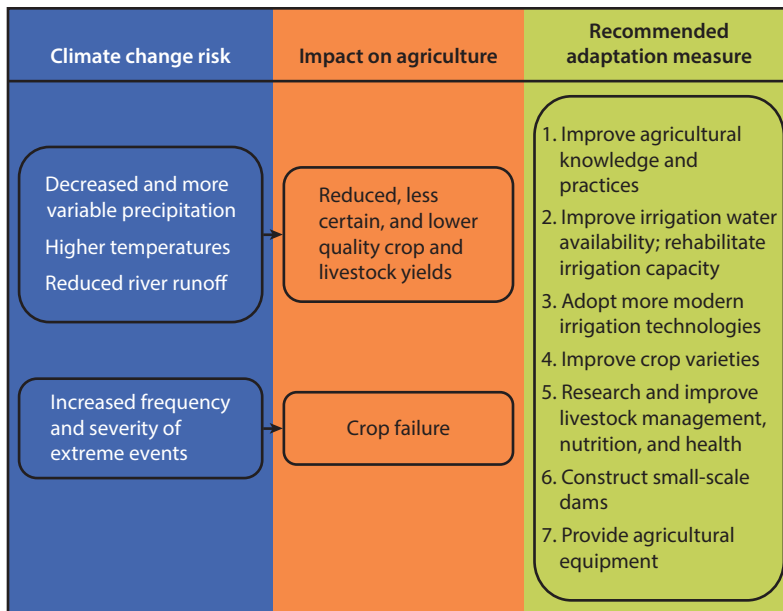 Climate change risk
Impact on agriculture
Recommended
adaptation measure
Decreased and more
variable precipitation
Higher temperatures
Reduced river runoff
Reduced, less
certain, and lower
quality crop and
livestock yields
Increased frequency
and severity of
extreme events
Crop failure
1. Improve agricultural
knowledge and
practices
2. Improve irrigation water
availability; rehabilitate
irrigation capacity
3. Adopt more modern
irrigation technologies
4. Improve crop varieties
5. Research and improve
livestock management,
nutrition, and health
6. Construct small-scale
dams
7. Provide agricultural
equipment